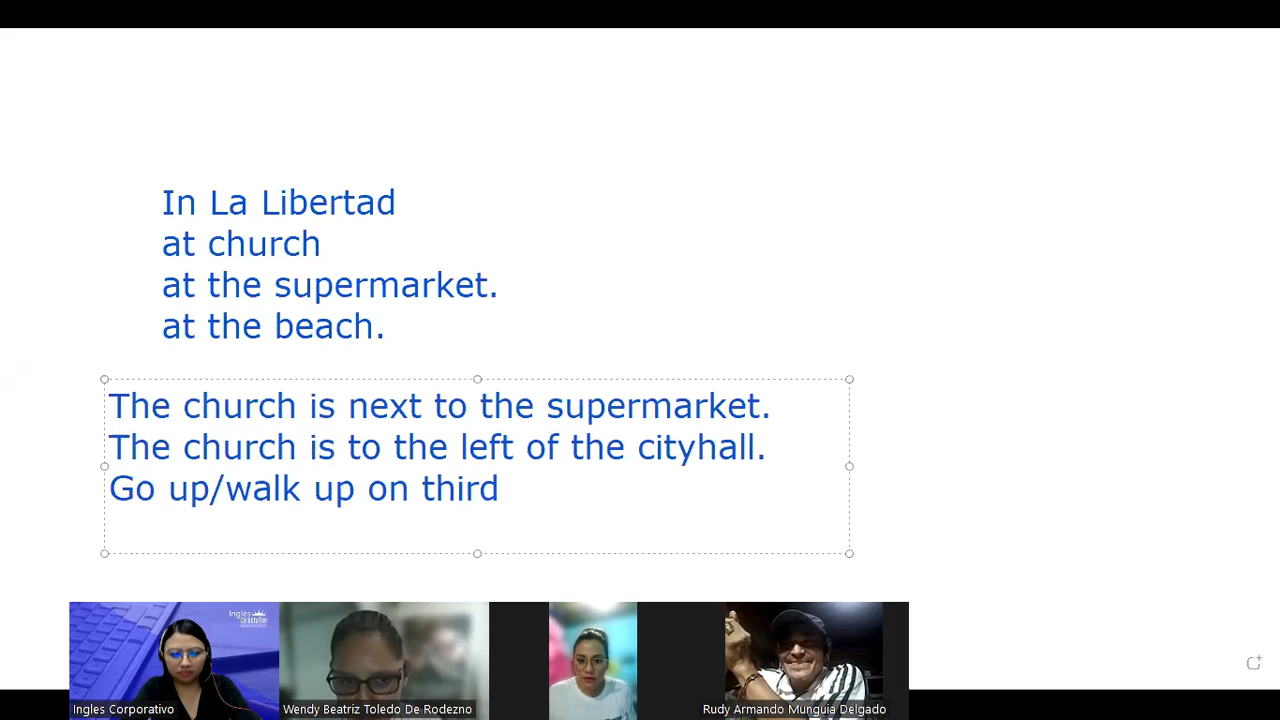 In La Libertad
at church
at the supermarket.
at the beach.
The church is next to the supermarket.
The church is to the left of the cityhall.
Go up/walk up on third
Ingles Corporativo
Wendy Beatriz Toledo De Rodezno
Rudy Armando Munguia Delgado